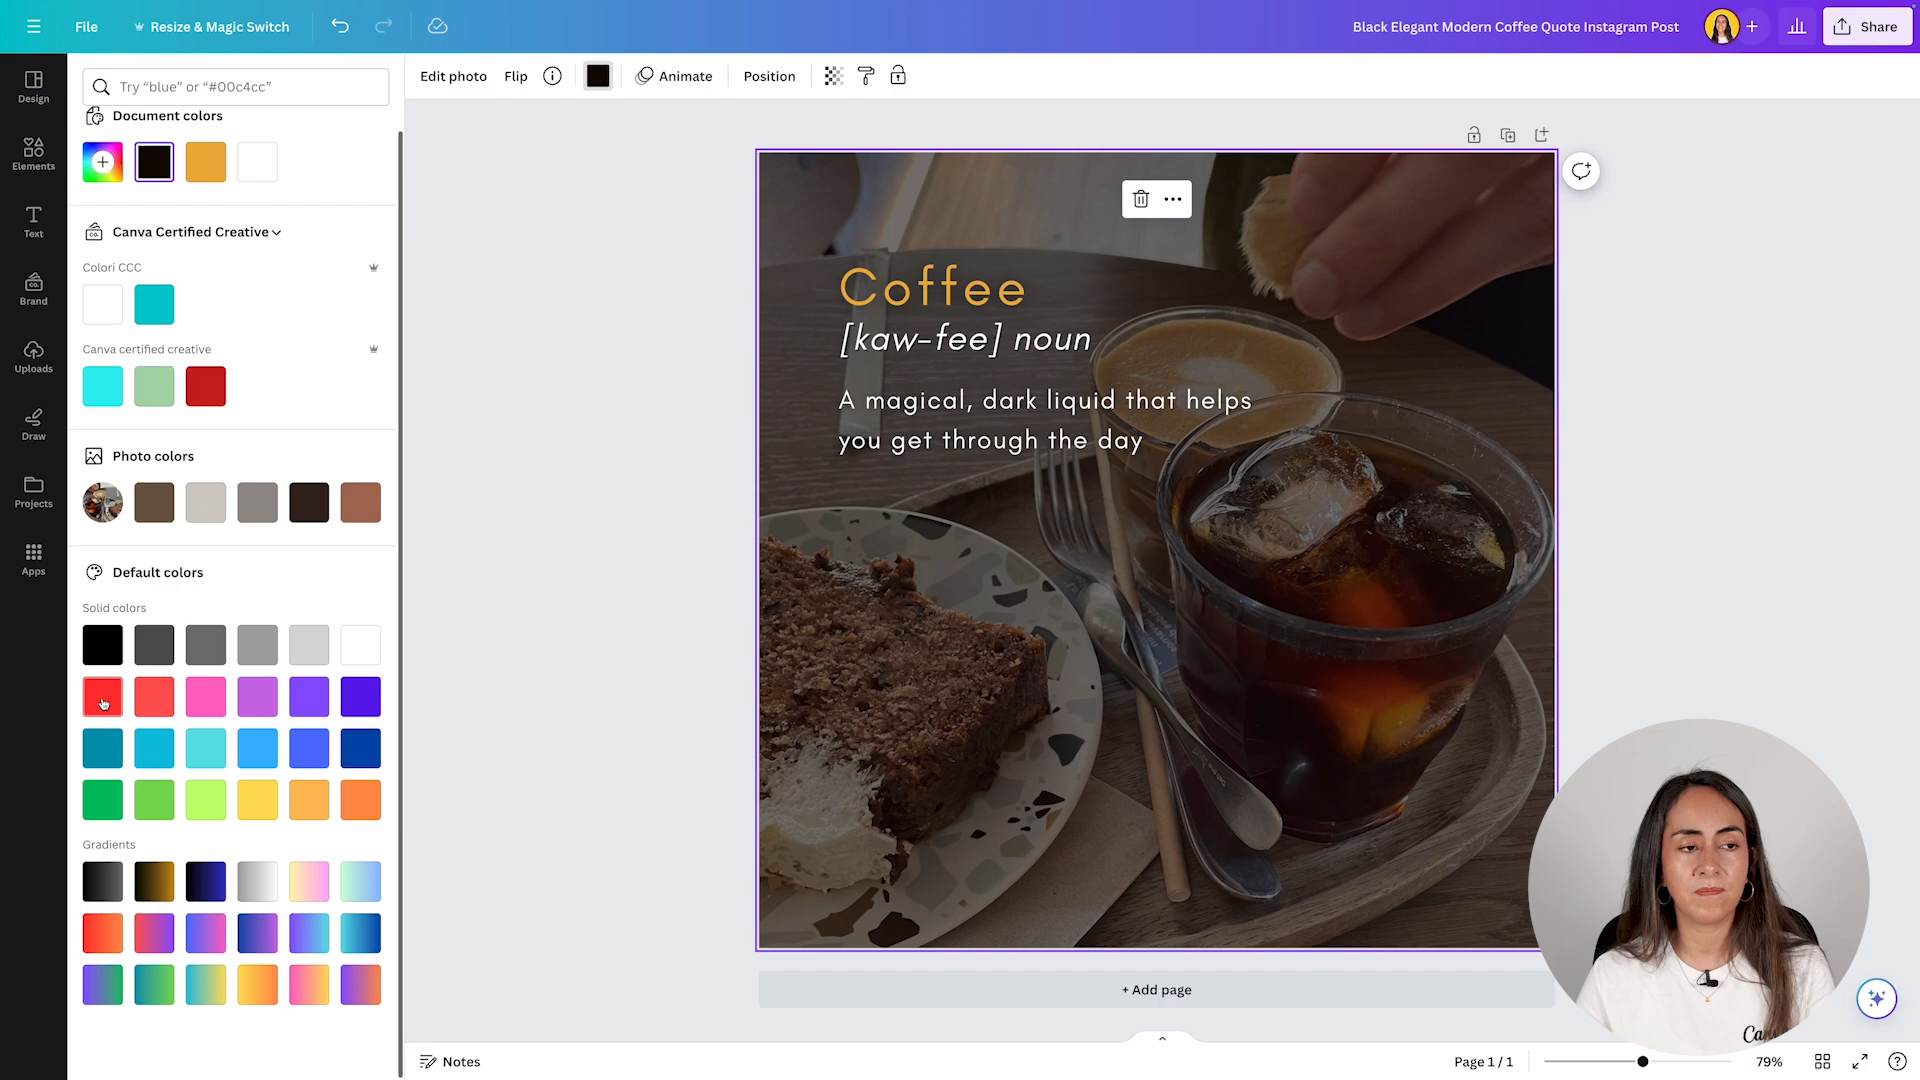 File
Resize & Magic Switch
Black Elegant Modern Coffee Quote Instagram Post
Share
Design
Elements
Text
Brand
Uploads
Draw
Projects
Apps
Try “blue” or “#00c4cc”
Document colors
Canva Certified Creative
Colori CCC
Canva certified creative
Photo colors
Default colors
Solid colors
Gradients
Edit photo
Flip
Animate
Position
Coffee
[kaw-fee] noun
A magical, dark liquid that helps
you get through the day
+ Add page
Notes
Page 1 / 1
79%